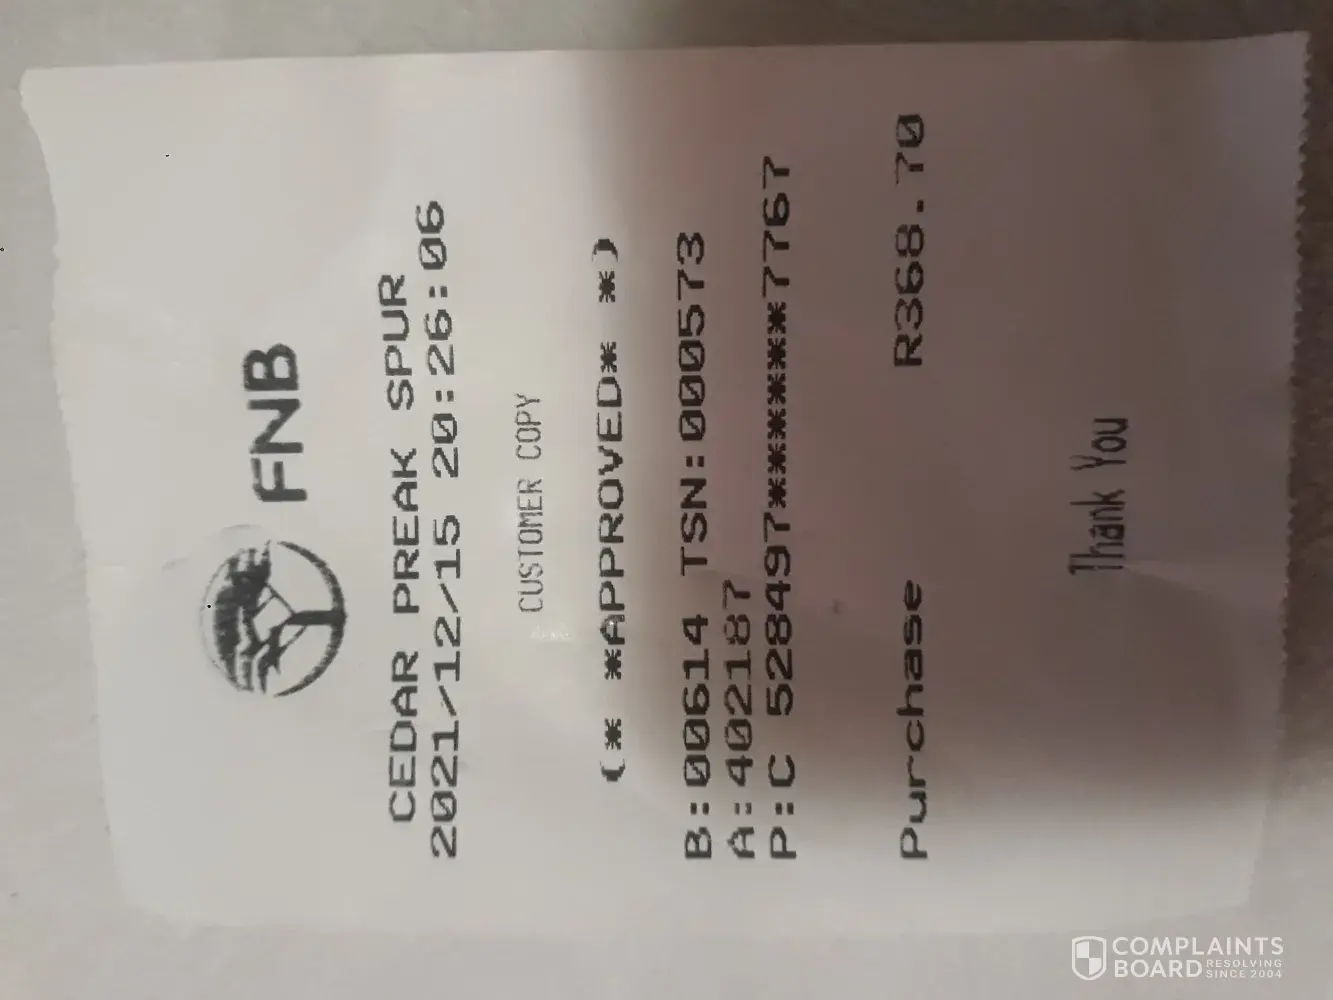 FNB
CEDAR PREAK SPUR
2021/12/15 20:26:06
CUSTOMER COPY
(* *APPROVED* *)
B:00614 TSN:000573
A:402187
P:C 528497******7767
Purchase R368.70
Thank You
COMPLAINTS
BOARD RESOLVING
SINCE 2004